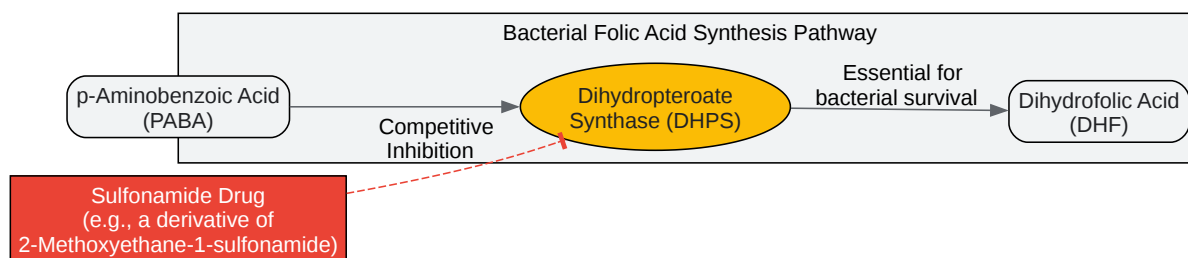 Bacterial Folic Acid Synthesis Pathway
p-Aminobenzoic Acid
(PABA)
Competitive
Inhibition
Dihydropteroate
Synthase (DHPS)
Essential for
bacterial survival
Dihydrofolic Acid
(DHF)
Sulfonamide Drug
(e.g., a derivative of
2-Methoxyethane-1-sulfonamide)